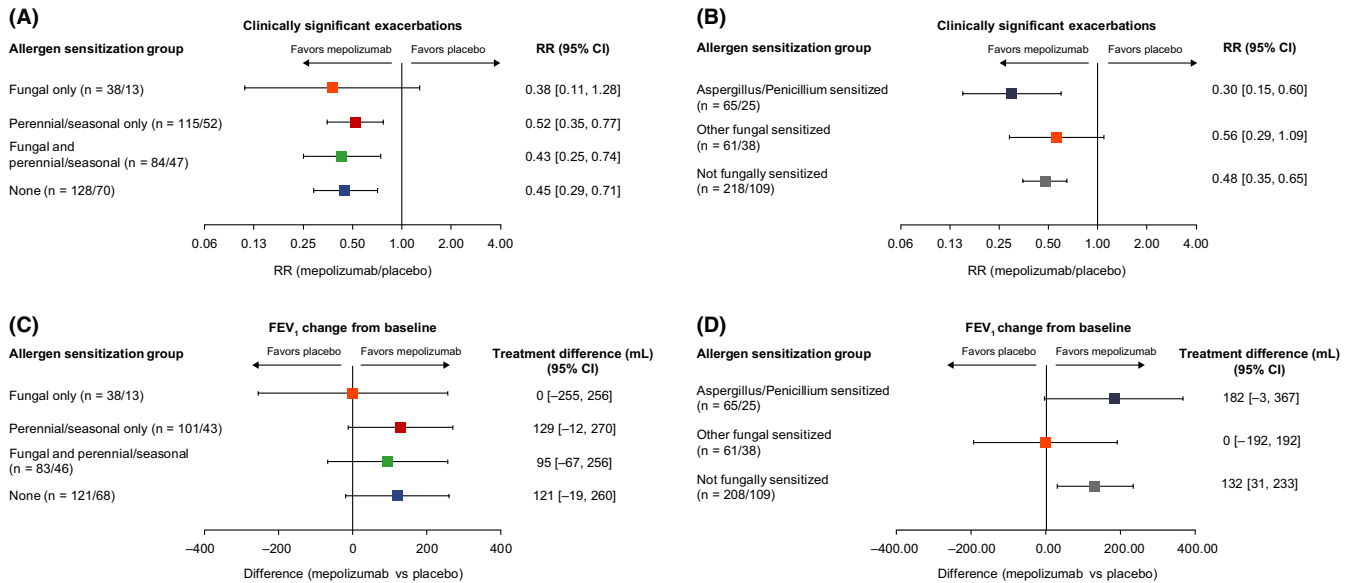 (A)
Clinically significant exacerbations
Allergen sensitization group
Favors mepolizumab
Favors placebo
RR (95% CI)
Fungal only (n = 38/13)
0.38 [0.11, 1.28]
Perennial/seasonal only (n = 115/52)
0.52 [0.35, 0.77]
Fungal and
perennial/seasonal (n = 84/47)
0.43 [0.25, 0.74]
None (n = 128/70)
0.45 [0.29, 0.71]
0.06 0.13 0.25 0.50 1.00 2.00 4.00
RR (mepolizumab/placebo)
(B)
Clinically significant exacerbations
Allergen sensitization group
Favors mepolizumab
Favors placebo
RR (95% CI)
Aspergillus/Penicillium sensitized
(n = 65/25)
0.30 [0.15, 0.60]
Other fungal sensitized
(n = 61/38)
0.56 [0.29, 1.09]
Not fungally sensitized
(n = 218/109)
0.48 [0.35, 0.65]
0.06 0.13 0.25 0.50 1.00 2.00 4.00
RR (mepolizumab/placebo)
(C)
FEV1 change from baseline
Allergen sensitization group
Favors placebo
Favors mepolizumab
Treatment difference (mL)
(95% CI)
Fungal only (n = 38/13)
0 [–255, 256]
Perennial/seasonal only (n = 101/43)
129 [–12, 270]
Fungal and perennial/seasonal
(n = 83/46)
95 [–67, 256]
None (n = 121/68)
121 [–19, 260]
–400 –200 0 200 400
Difference (mepolizumab vs placebo)
(D)
FEV1 change from baseline
Allergen sensitization group
Favors placebo
Favors mepolizumab
Treatment difference (mL)
(95% CI)
Aspergillus/Penicillium sensitized
(n = 65/25)
182 [–3, 367]
Other fungal sensitized
(n = 61/38)
0 [–192, 192]
Not fungally sensitized
(n = 208/109)
132 [31, 233]
–400.00 –200.00 0.00 200.00 400.00
Difference (mepolizumab vs placebo)